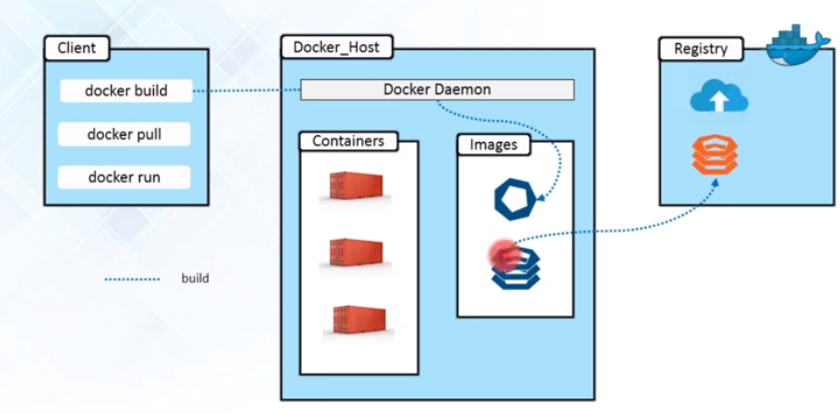 Client
docker build
docker pull
docker run
Docker_Host
Docker Daemon
Containers
Images
Registry
build